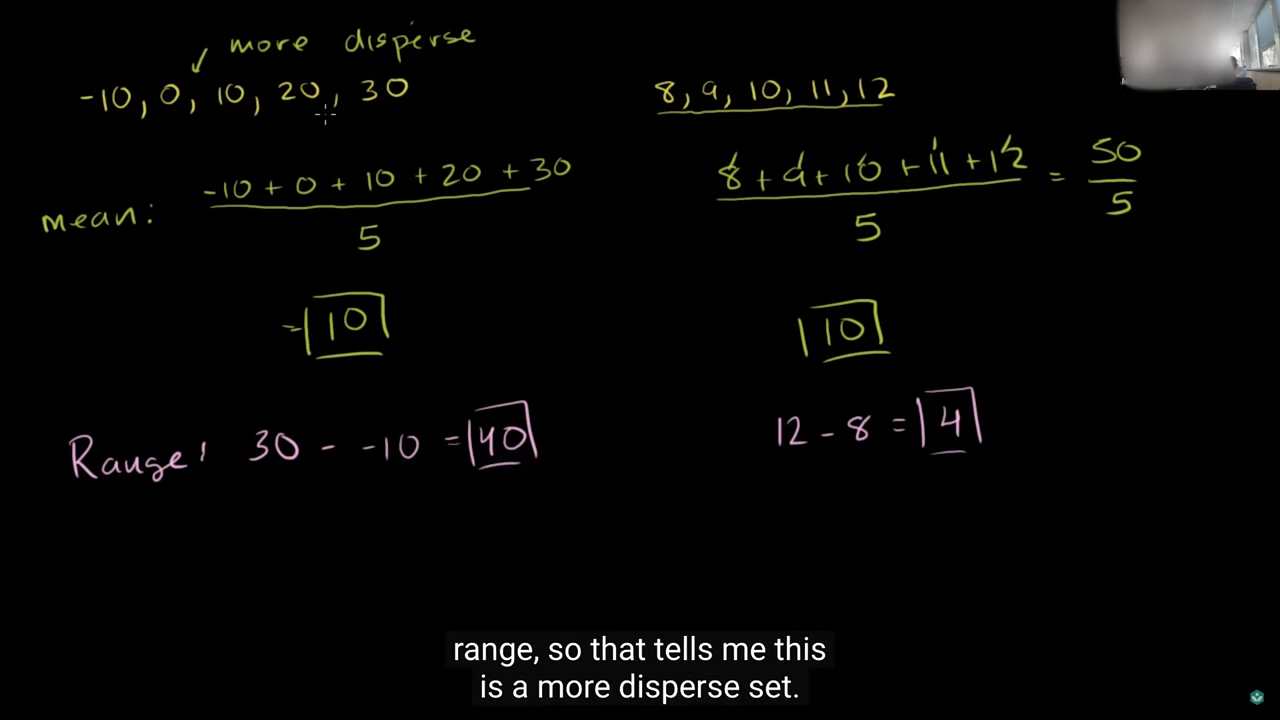 more disperse
-10, 0, 10, 20, 30
8, 9, 10, 11, 12
mean: -10 + 0 + 10 + 20 + 30
5
8 + 9 + 10 + 11 + 12 = 50
5 5
= 10
10
Range: 30 - -10 = 40
12 - 8 = 4
range, so that tells me this
is a more disperse set.